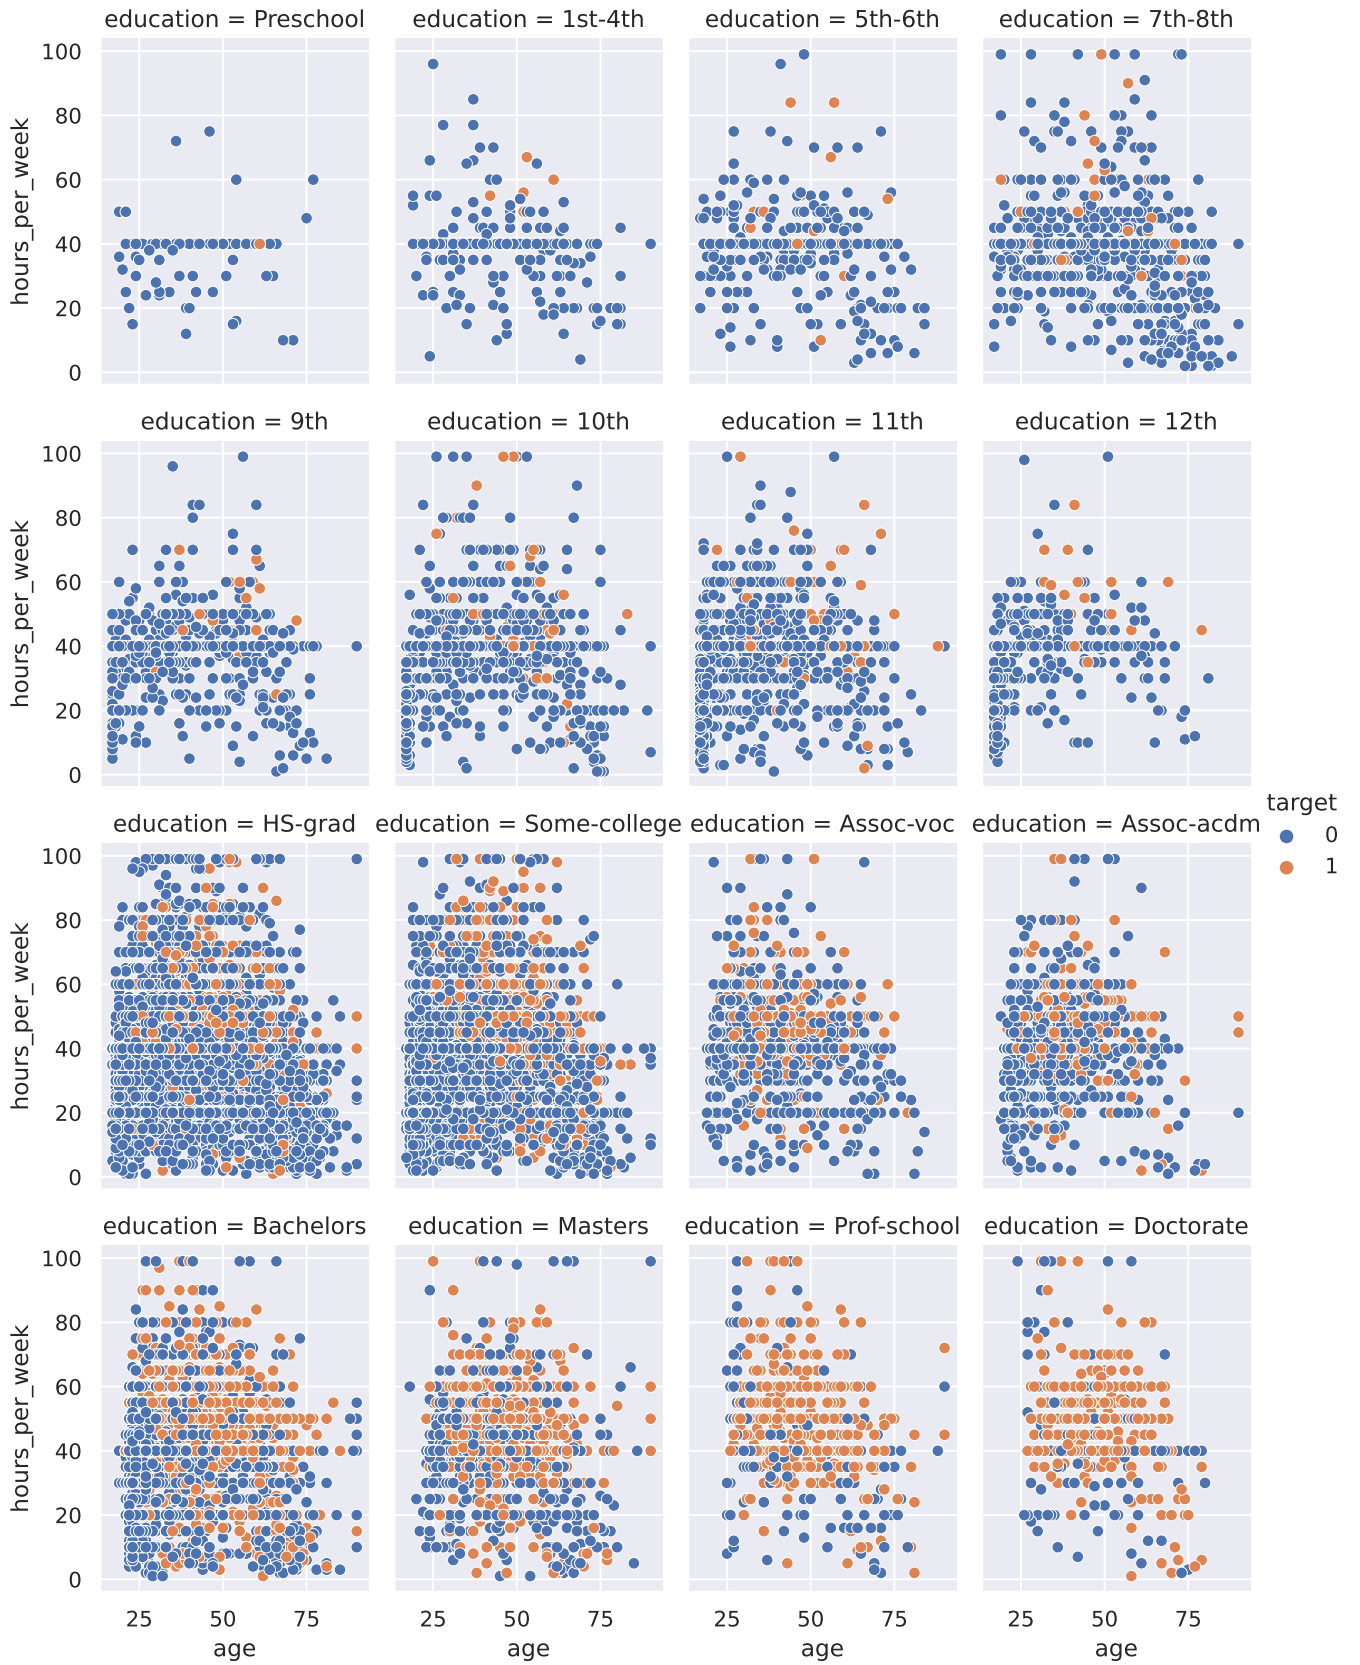 education = Preschool
education = 1st-4th
education = 5th-6th
education = 7th-8th
100
80
60
40
20
0
hours_per_week
education = 9th
education = 10th
education = 11th
education = 12th
100
80
60
40
20
0
hours_per_week
target
0
1
education = HS-grad
education = Some-college
education = Assoc-voc
education = Assoc-acdm
100
80
60
40
20
0
hours_per_week
education = Bachelors
education = Masters
education = Prof-school
education = Doctorate
100
80
60
40
20
0
hours_per_week
25 50 75
25 50 75
25 50 75
25 50 75
age
age
age
age